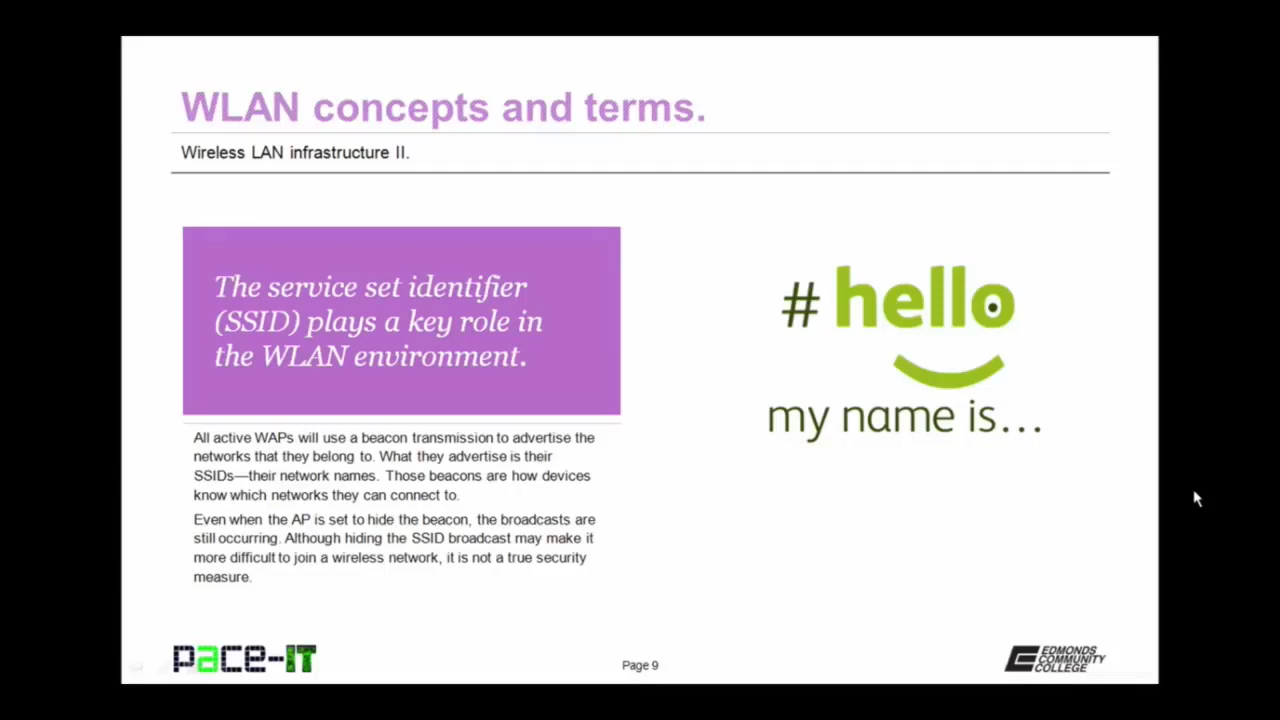 WLAN concepts and terms.
Wireless LAN infrastructure II.
The service set identifier
(SSID) plays a key role in
the WLAN environment.
All active WAPs will use a beacon transmission to advertise the
networks that they belong to. What they advertise is their
SSIDs—their network names. Those beacons are how devices
know which networks they can connect to.
Even when the AP is set to hide the beacon, the broadcasts are
still occurring. Although hiding the SSID broadcast may make it
more difficult to join a wireless network, it is not a true security
measure.
# hello
my name is...
pace-IT
Page 9
EDMONDS
COMMUNITY
COLLEGE